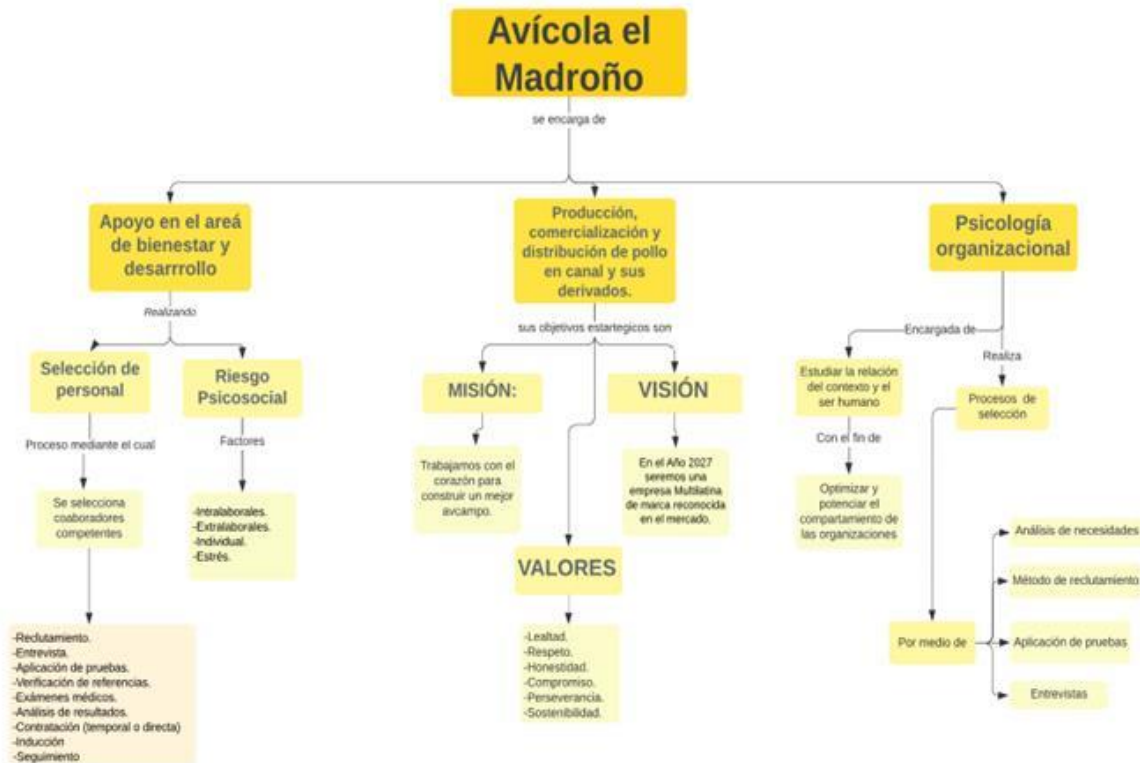 Avícola el
Madroño
se encarga de
Apoyo en el areá
de bienestar y
desarrrollo
Realizando
Selección de
personal
Proceso mediante el cual
Se selecciona
coaboradores
competentes
-Reclutamiento.
-Entrevista.
-Aplicación de pruebas.
-Verificación de referencias.
-Exámenes médicos.
-Análisis de resultados.
-Contratación (temporal o directa)
-Inducción
-Seguimiento
Riesgo
Psicosocial
Factores
-Intralaborales.
-Extralaborales.
-Individual.
-Estrés.
Producción,
comercialización y
distribución de pollo
en canal y sus
derivados.
sus objetivos estartegicos son
MISIÓN:
Trabajamos con el
corazón para
construir un mejor
avcampo.
VISIÓN
En el Año 2027
seremos una
empresa Multilatina
de marca reconocida
en el mercado.
VALORES
-Lealtad.
-Respeto.
-Honestidad.
-Compromiso.
-Perseverancia.
-Sostenibilidad.
Psicología
organizacional
Encargada de
Estudiar la relación
del contexto y el
ser humano
Con el fin de
Optimizar y
potenciar el
compartamiento de
las organizaciones
Realiza
Procesos de
selección
Por medio de
Análisis de necesidades
Método de reclutamiento
Aplicación de pruebas
Entrevistas